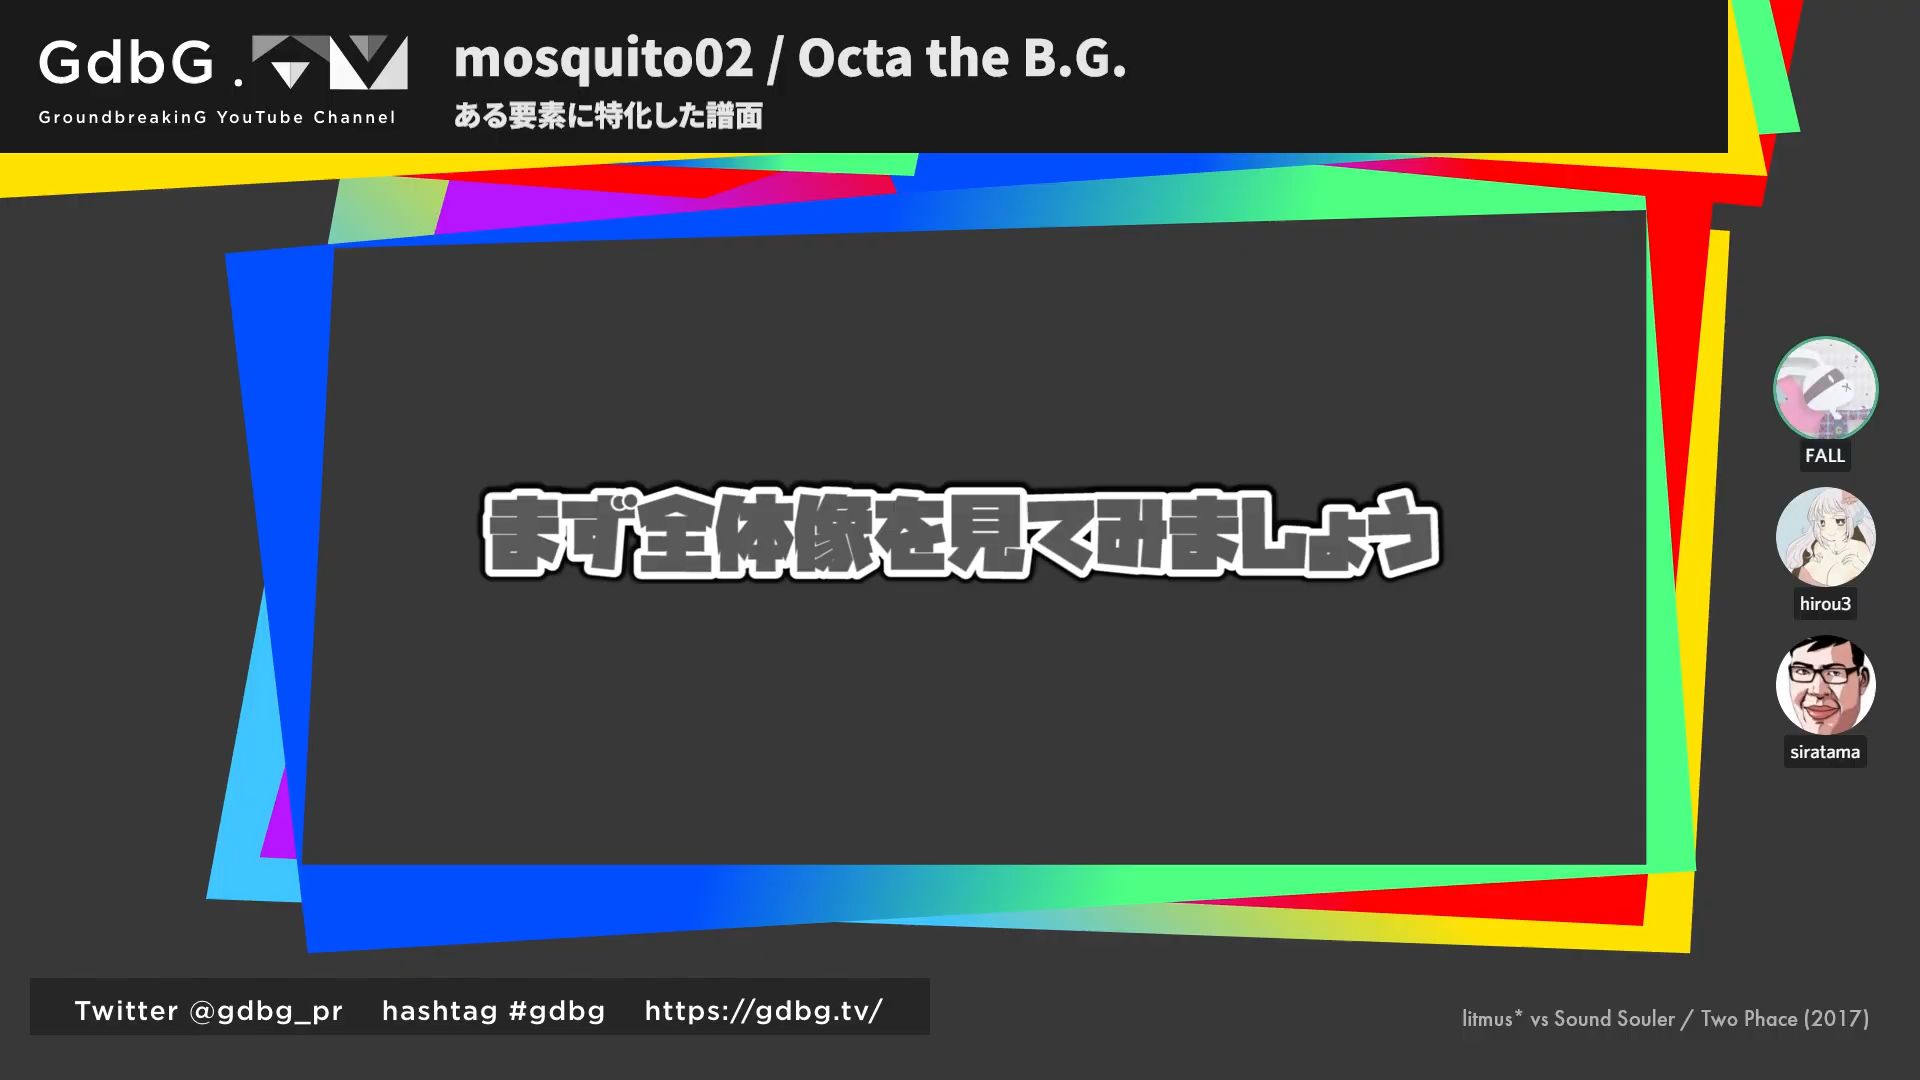 GdbG.TV
GroundbreakinG YouTube Channel
mosquito02 / Octa the B.G.
ある要素に特化した譜面
まず全体像を見てみましょう
FALL
hirou3
siratama
Twitter @gdbg_pr hashtag #gdbg https://gdbg.tv/
litmus* vs Sound Souler / Two Phace (2017)